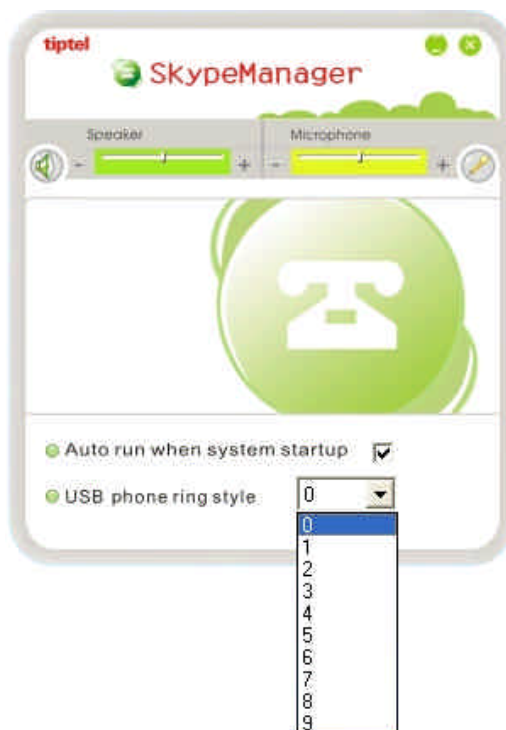 tiptel
SkypeManager
Speaker Microphone
- + - +
Auto run when system startup
USB phone ring style 0
0
1
2
3
4
5
6
7
8
9